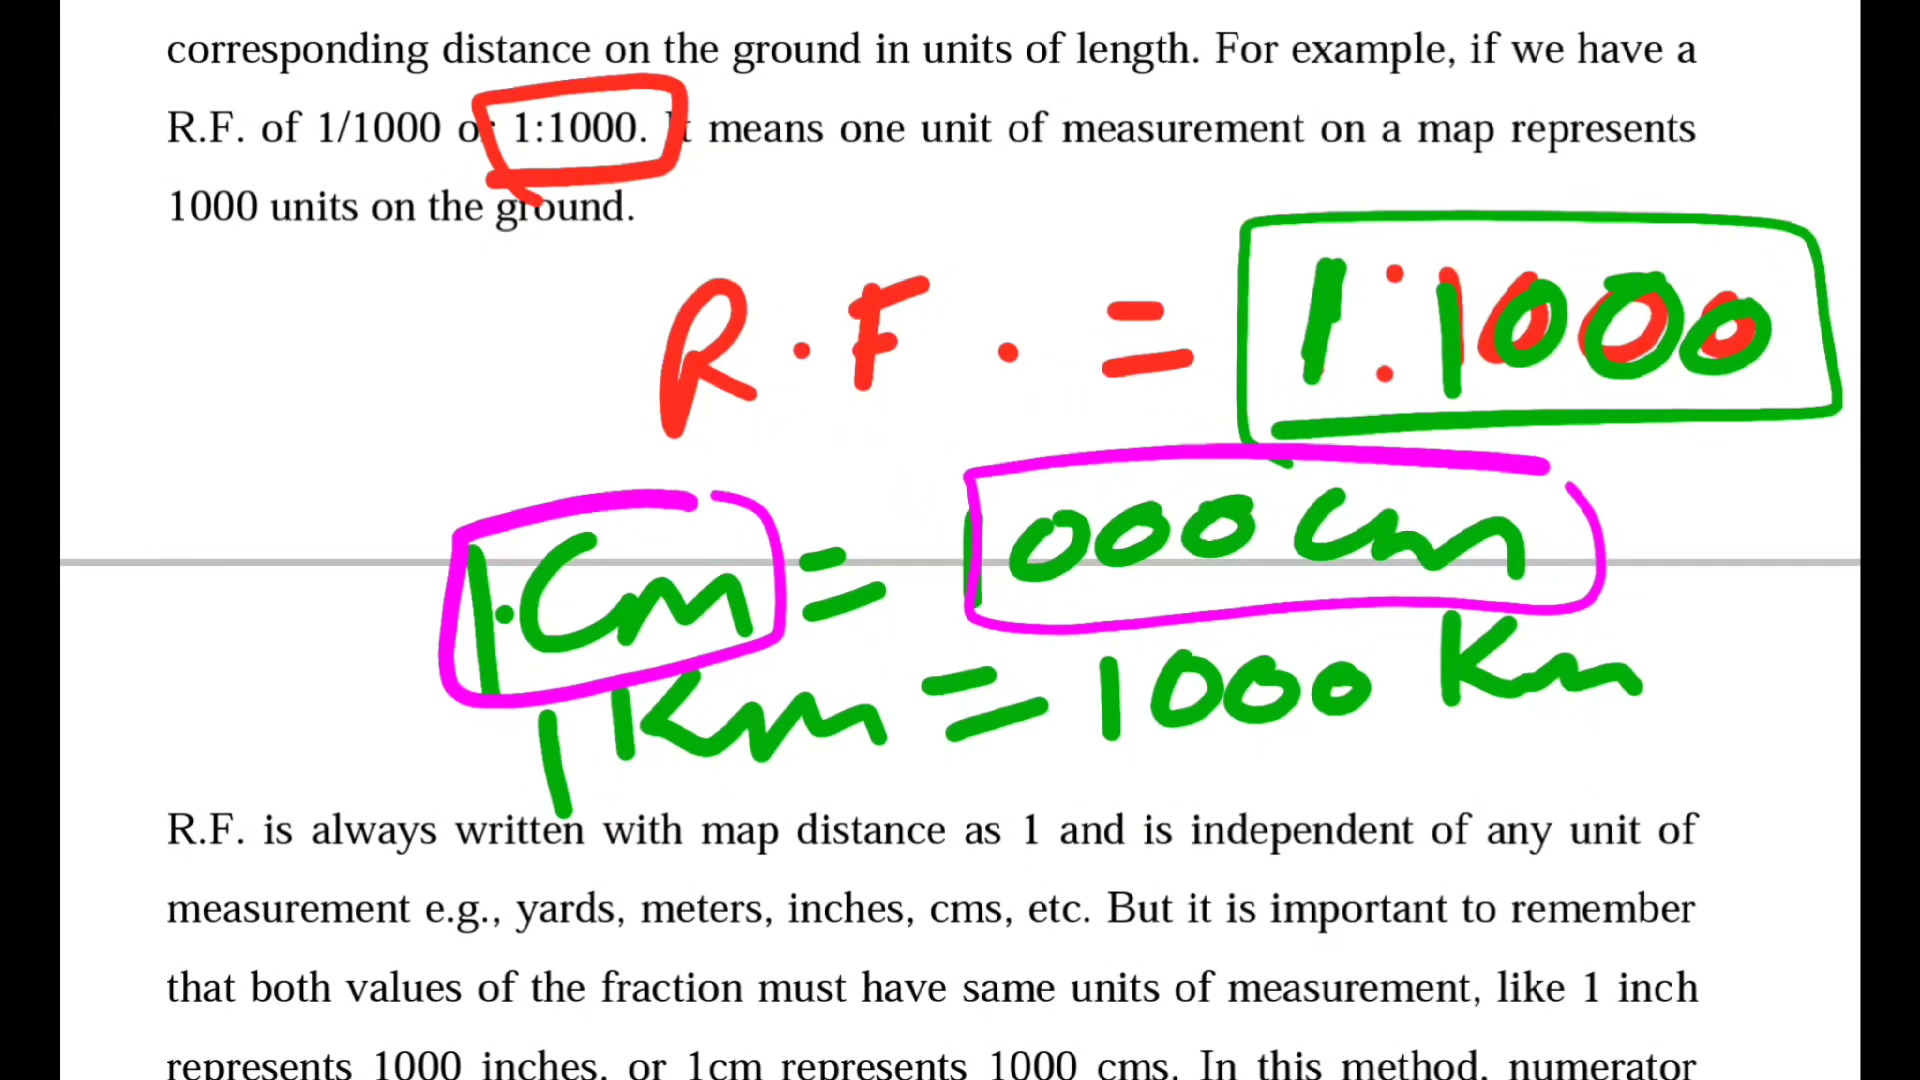 corresponding distance on the ground in units of length. For example, if we have a
R.F. of 1/1000 or 1:1000. It means one unit of measurement on a map represents
1000 units on the ground.
R.F. = 1:1000
1 Cm = 1000 cm
1 Km = 1000 Km
R.F. is always written with map distance as 1 and is independent of any unit of
measurement e.g., yards, meters, inches, cms, etc. But it is important to remember
that both values of the fraction must have same units of measurement, like 1 inch
represents 1000 inches, or 1cm represents 1000 cms. In this method, numerator